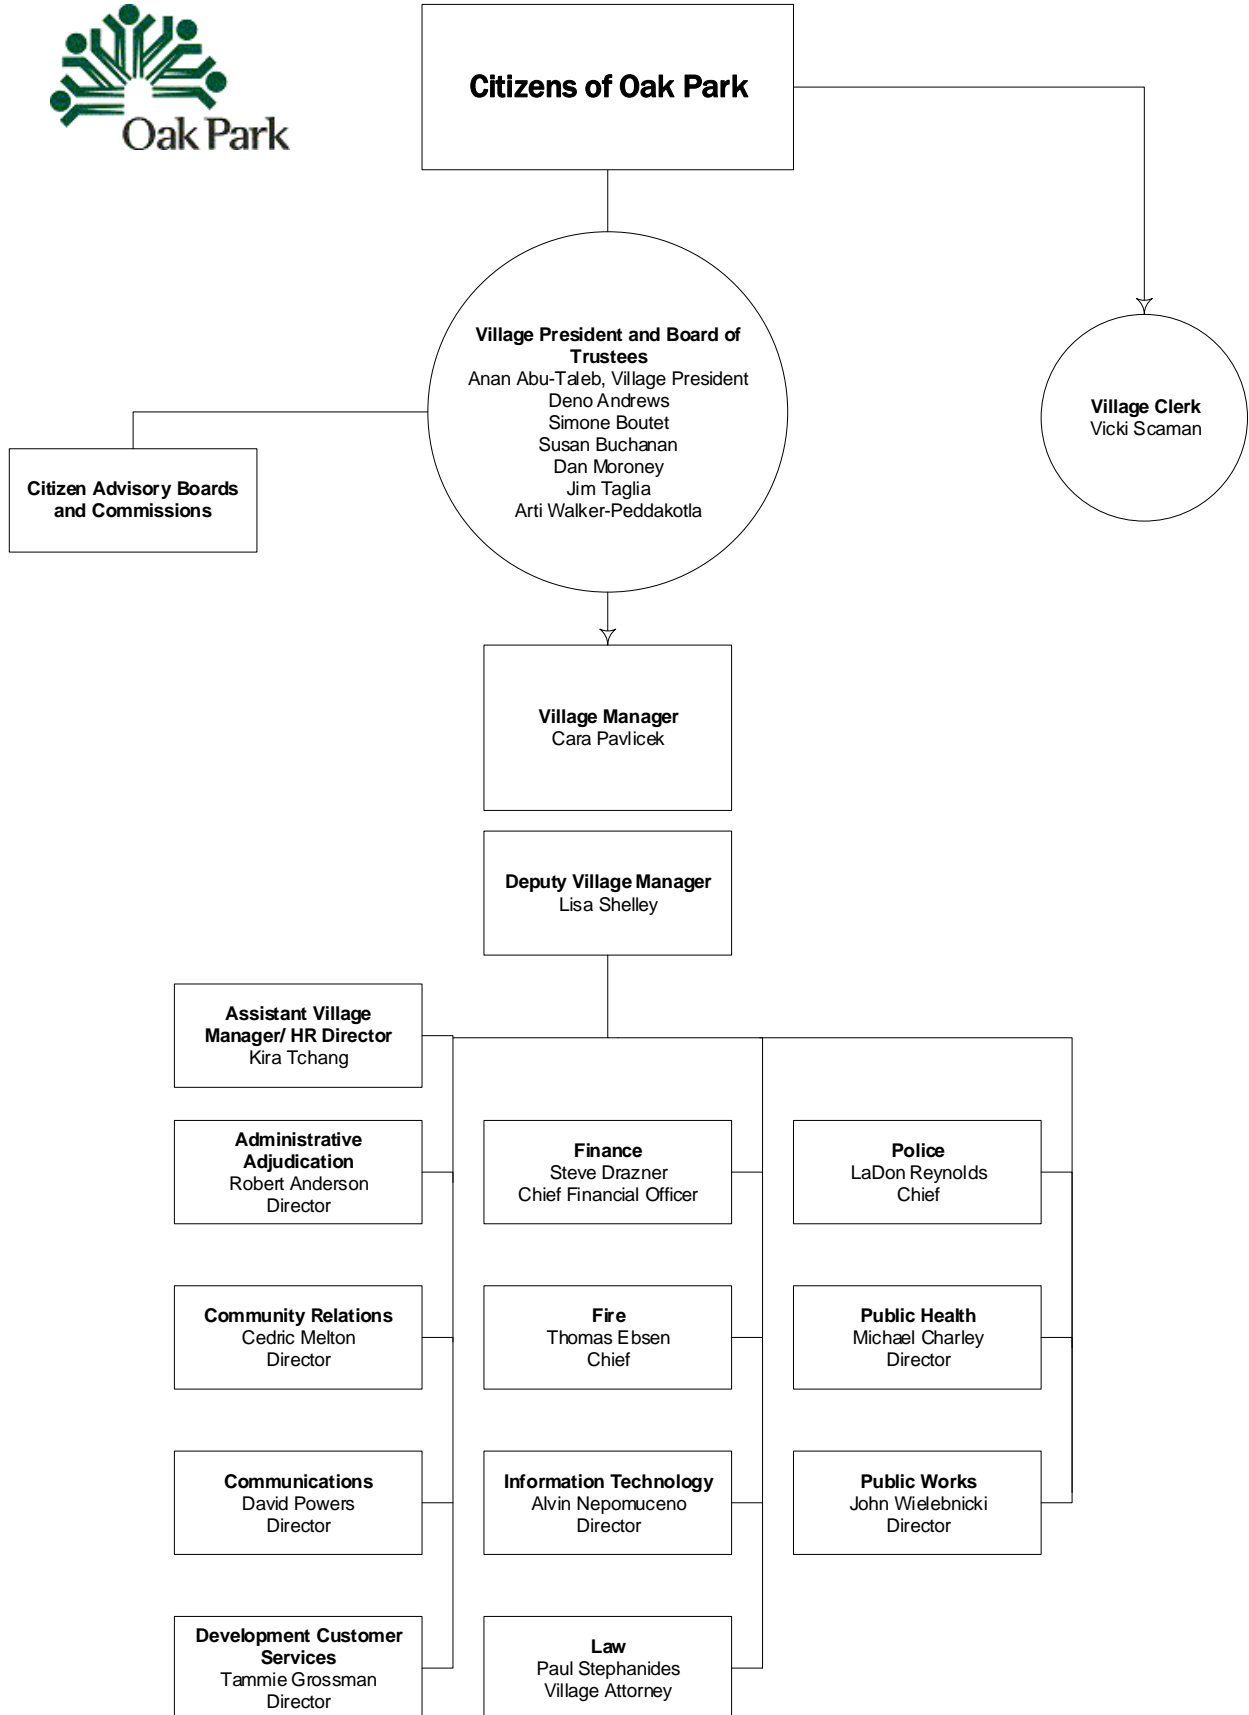 Oak Park
Citizens of Oak Park
Village President and Board of
Trustees
Anan Abu-Taleb, Village President
Deno Andrews
Simone Boutet
Susan Buchanan
Dan Moroney
Jim Taglia
Arti Walker-Peddakotla
Village Clerk
Vicki Scaman
Citizen Advisory Boards
and Commissions
Village Manager
Cara Pavlicek
Deputy Village Manager
Lisa Shelley
Assistant Village
Manager/ HR Director
Kira Tchang
Administrative
Adjudication
Robert Anderson
Director
Finance
Steve Drazner
Chief Financial Officer
Police
LaDon Reynolds
Chief
Community Relations
Cedric Melton
Director
Fire
Thomas Ebsen
Chief
Public Health
Michael Charley
Director
Communications
David Powers
Director
Information Technology
Alvin Nepomuceno
Director
Public Works
John Wielebnicki
Director
Development Customer
Services
Tammie Grossman
Director
Law
Paul Stephanides
Village Attorney